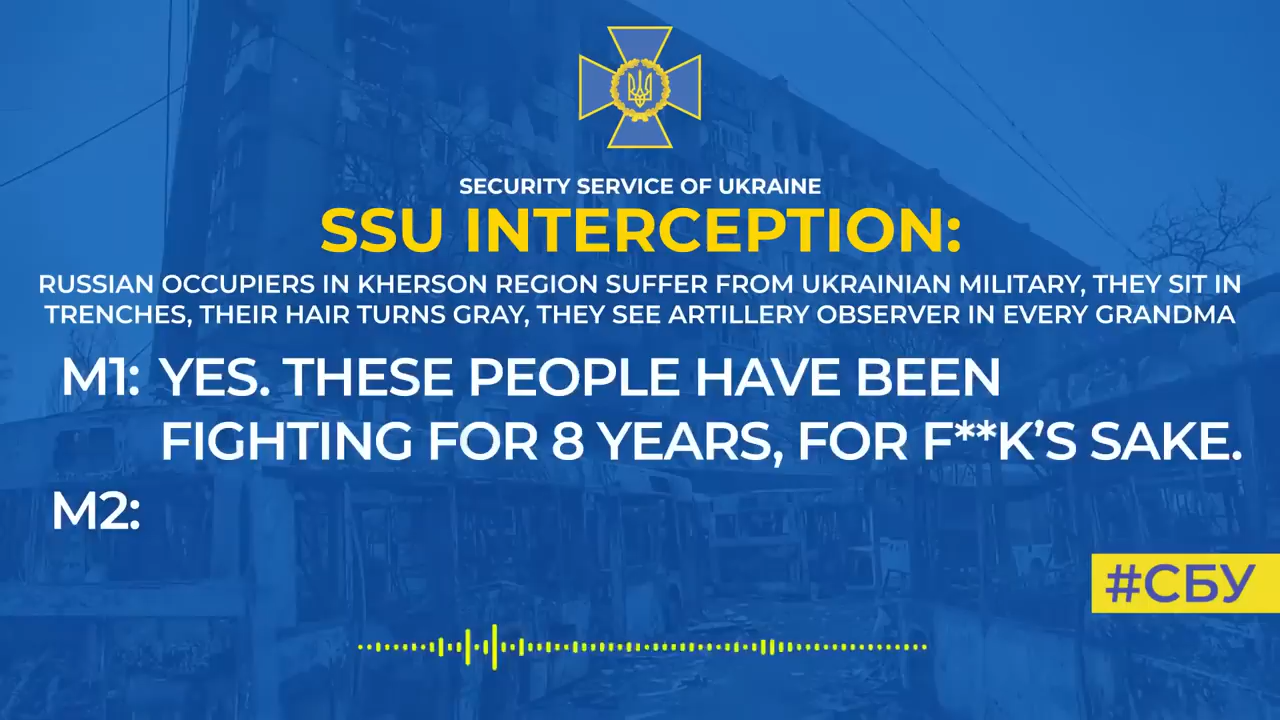 SECURITY SERVICE OF UKRAINE
SSU INTERCEPTION:
RUSSIAN OCCUPIERS IN KHERSON REGION SUFFER FROM UKRAINIAN MILITARY, THEY SIT IN
TRENCHES, THEIR HAIR TURNS GRAY, THEY SEE ARTILLERY OBSERVER IN EVERY GRANDMA
M1: YES. THESE PEOPLE HAVE BEEN
FIGHTING FOR 8 YEARS, FOR F**K’S SAKE.
M2:
#СБУ